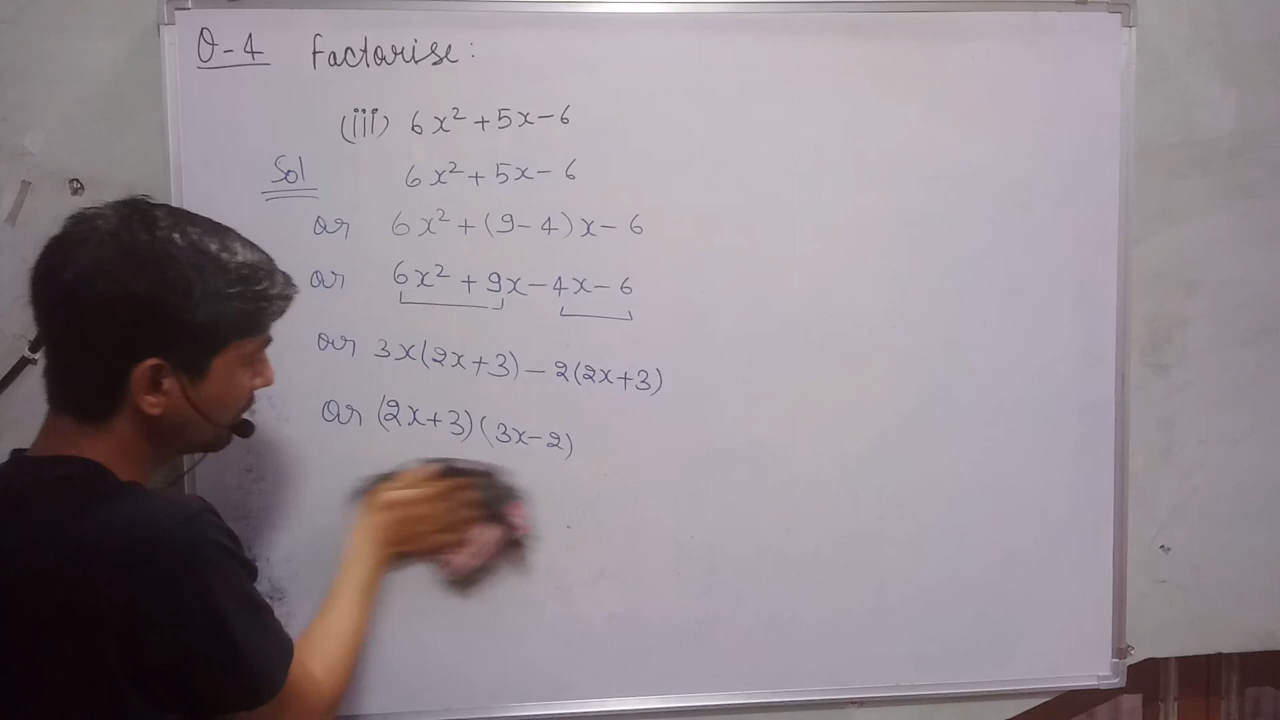 Q-4 Factorise:
(iii) 6x² + 5x - 6
Sol 6x² + 5x - 6
or 6x² + (9-4)x - 6
or 6x² + 9x - 4x - 6
or 3x(2x+3) - 2(2x+3)
or (2x+3)(3x-2)